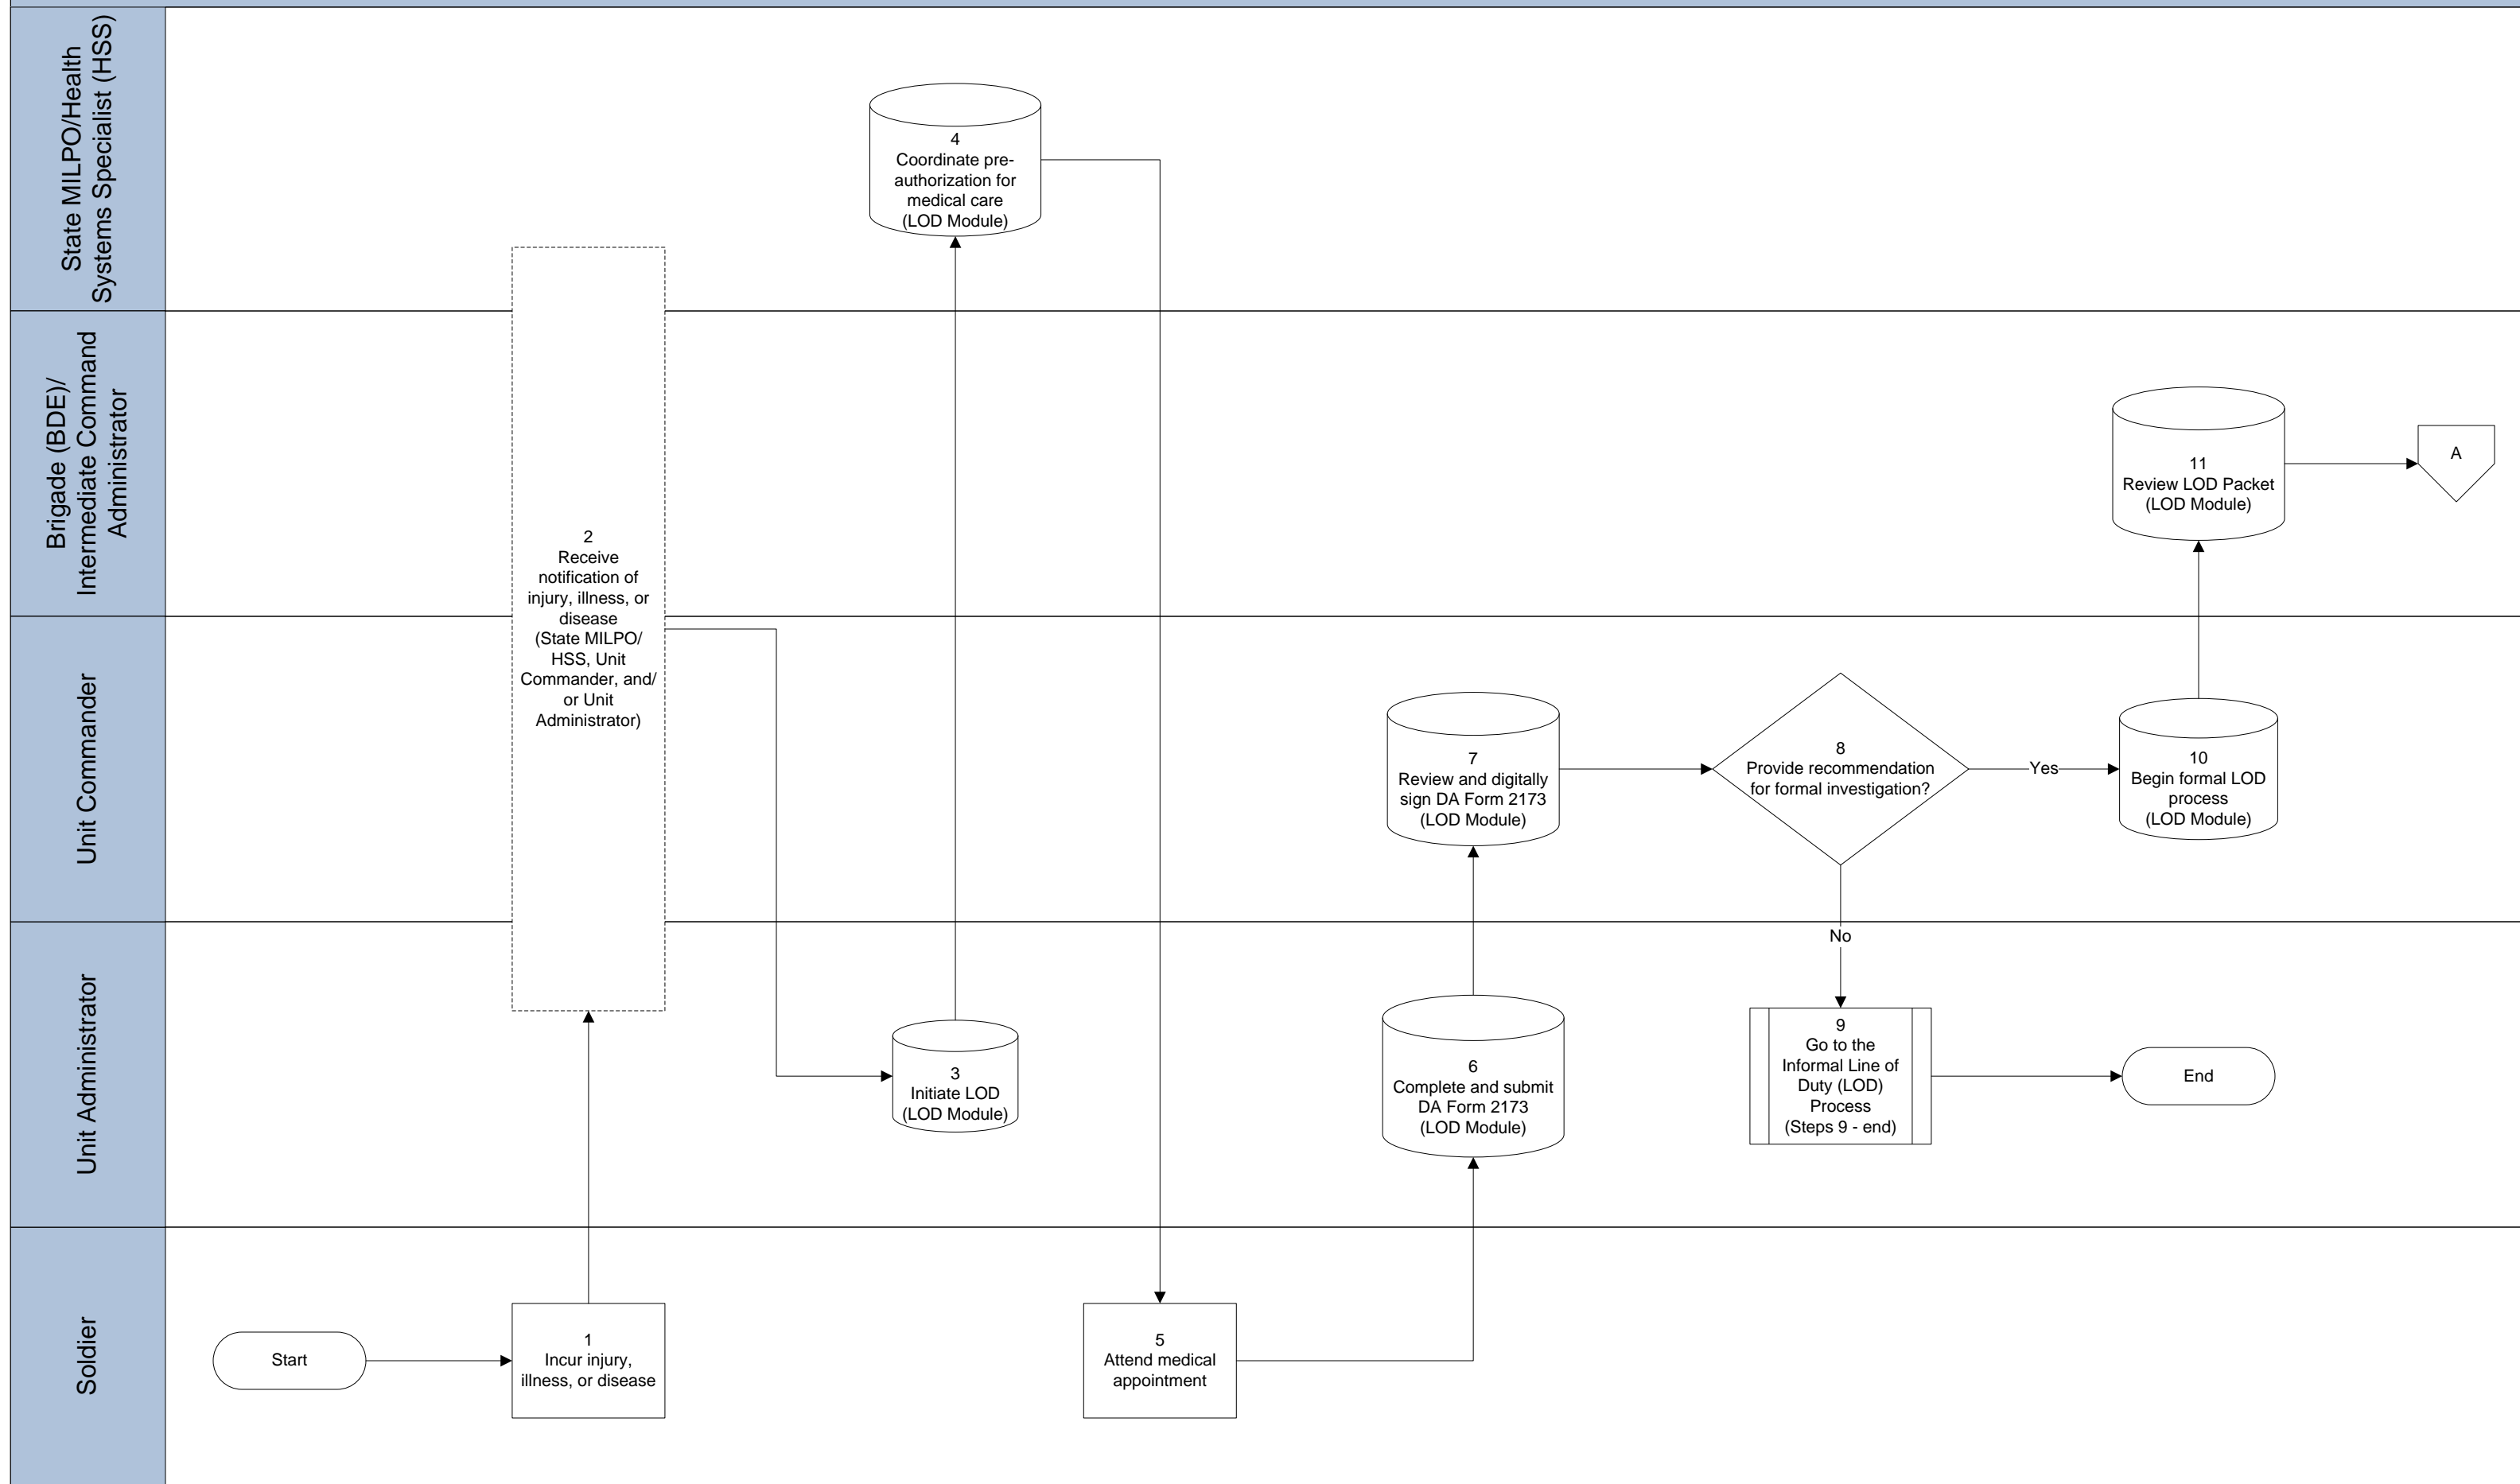 State MILPO/Health
Systems Specialist (HSS)
Brigade (BDE)/
Intermediate Command
Administrator
Unit Commander
Unit Administrator
Soldier
Start
1
Incur injury,
illness, or disease
2
Receive
notification of
injury, illness, or
disease
(State MILPO/
HSS, Unit
Commander, and/
or Unit
Administrator)
3
Initiate LOD
(LOD Module)
4
Coordinate pre-
authorization for
medical care
(LOD Module)
5
Attend medical
appointment
6
Complete and submit
DA Form 2173
(LOD Module)
7
Review and digitally
sign DA Form 2173
(LOD Module)
8
Provide recommendation
for formal investigation?
No
9
Go to the
Informal Line of
Duty (LOD)
Process
(Steps 9 - end)
End
Yes
10
Begin formal LOD
process
(LOD Module)
11
Review LOD Packet
(LOD Module)
A